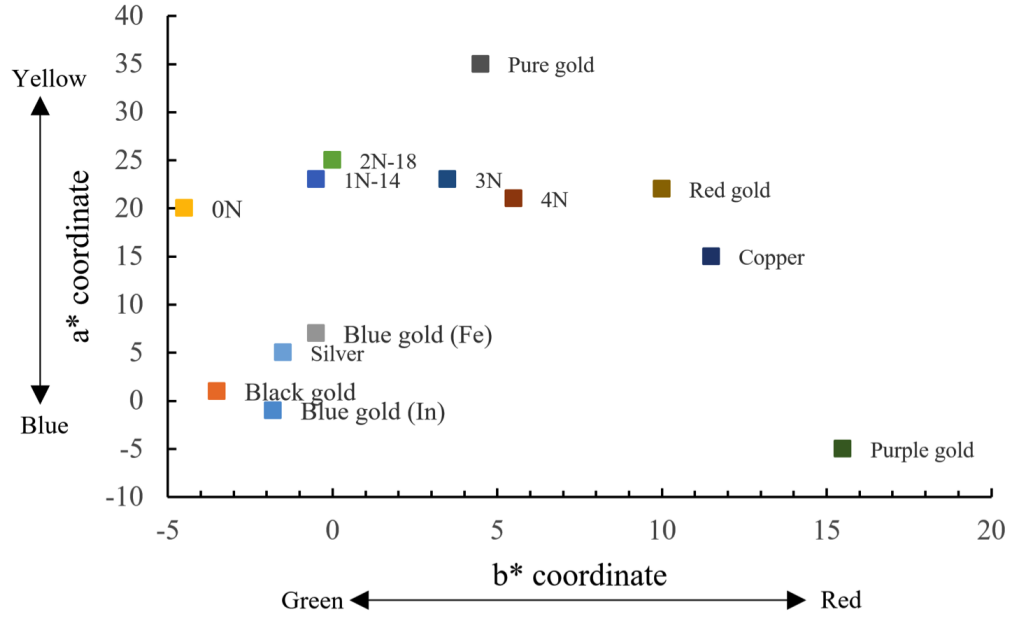 40
35
30
25
20
15
10
5
0
-5
-10
Yellow
Blue
a* coordinate
Pure gold
2N-18
1N-14
3N
4N
Red gold
0N
Copper
Blue gold (Fe)
Silver
Black gold
Blue gold (In)
Purple gold
-5 0 5 10 15 20
b* coordinate
Green Red